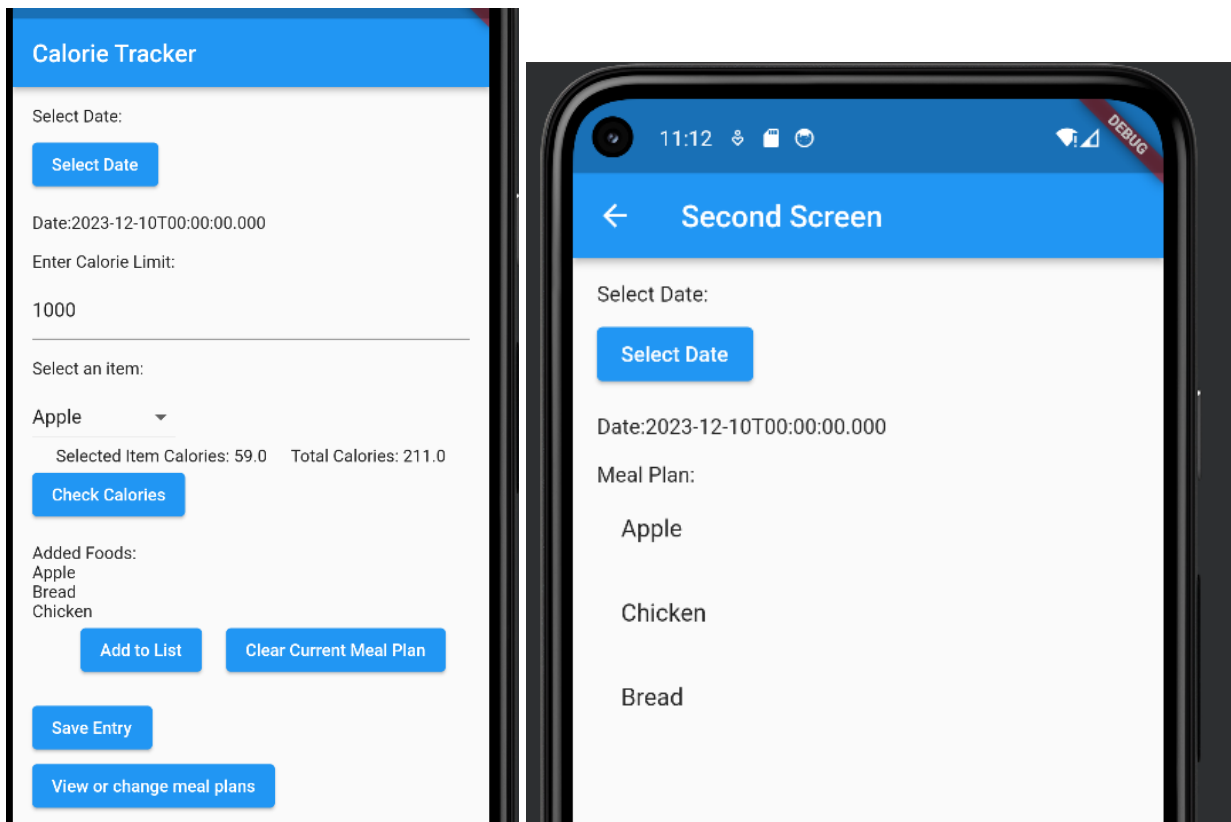 Calorie Tracker
Select Date:
Select Date
Date:2023-12-10T00:00:00.000
Enter Calorie Limit:
1000
Select an item:
Apple
Selected Item Calories: 59.0 Total Calories: 211.0
Check Calories
Added Foods:
Apple
Bread
Chicken
Add to List Clear Current Meal Plan
Save Entry
View or change meal plans
11:12
DEBUG
Second Screen
Select Date:
Select Date
Date:2023-12-10T00:00:00.000
Meal Plan:
Apple
Chicken
Bread